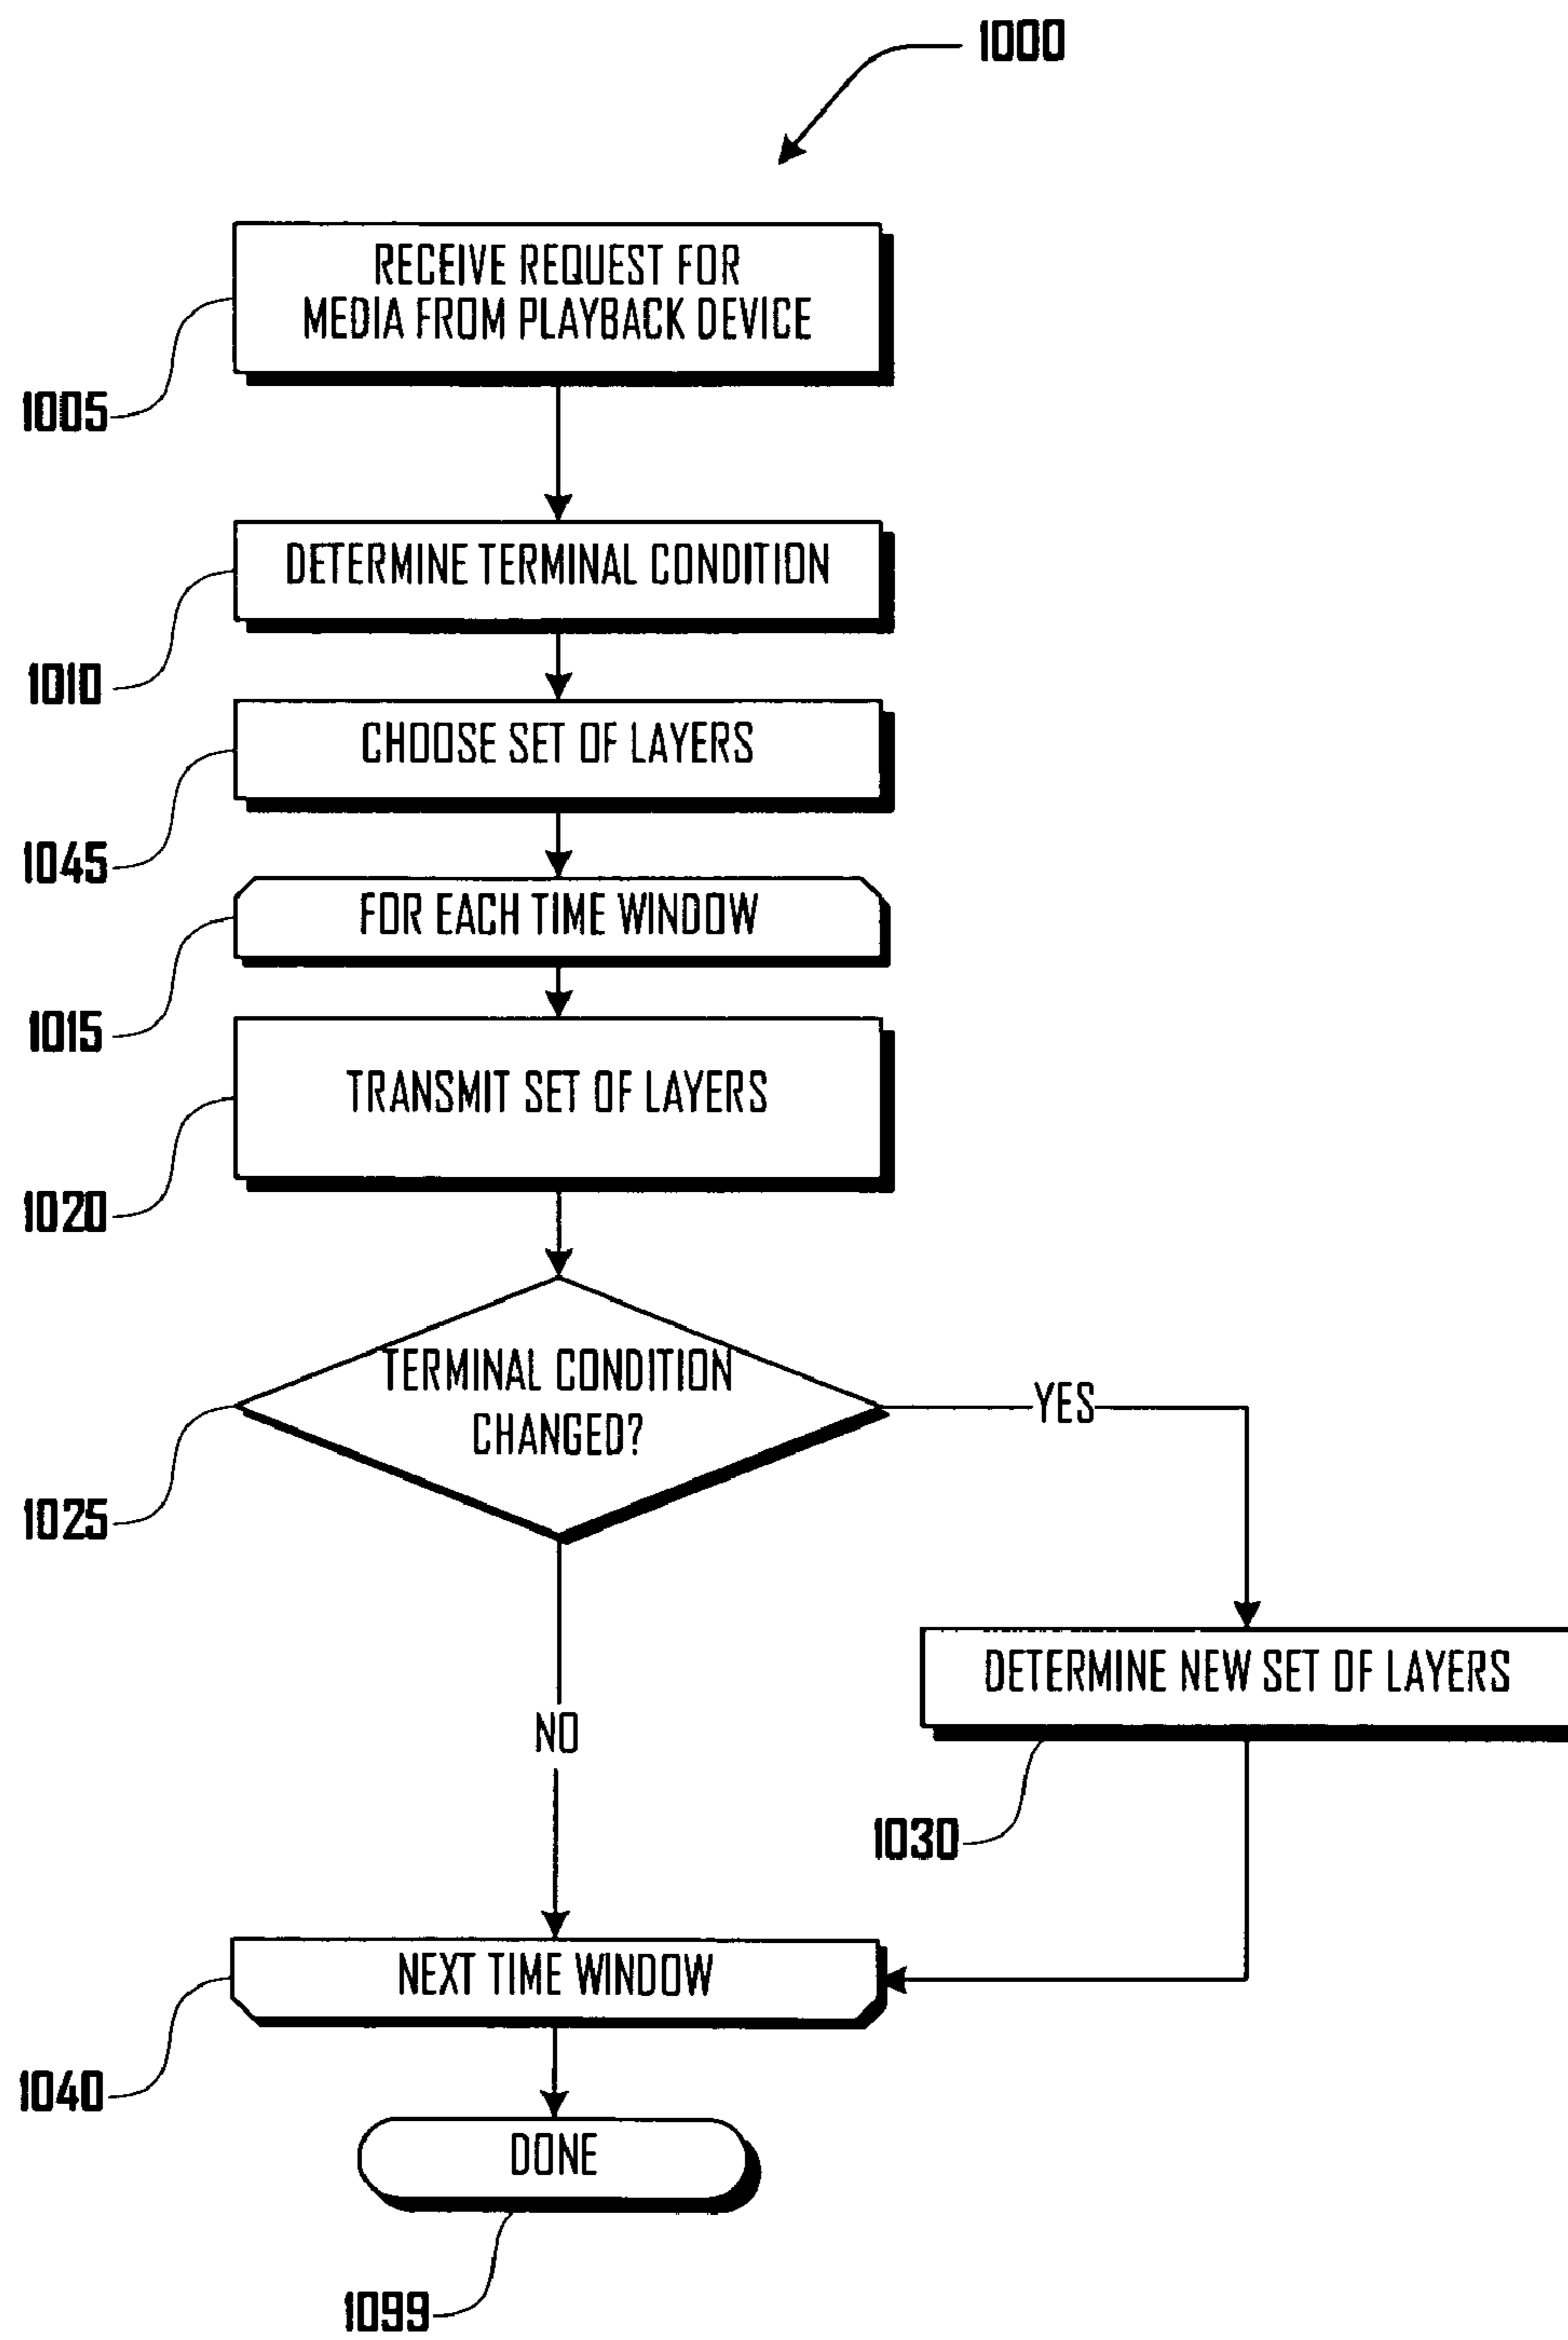 1000
RECEIVE REQUEST FOR
MEDIA FROM PLAYBACK DEVICE
1005
DETERMINE TERMINAL CONDITION
1010
CHOOSE SET OF LAYERS
1045
FOR EACH TIME WINDOW
1015
TRANSMIT SET OF LAYERS
1020
TERMINAL CONDITION
CHANGED?
YES
1025
DETERMINE NEW SET OF LAYERS
NO
1030
NEXT TIME WINDOW
1040
DONE
1099